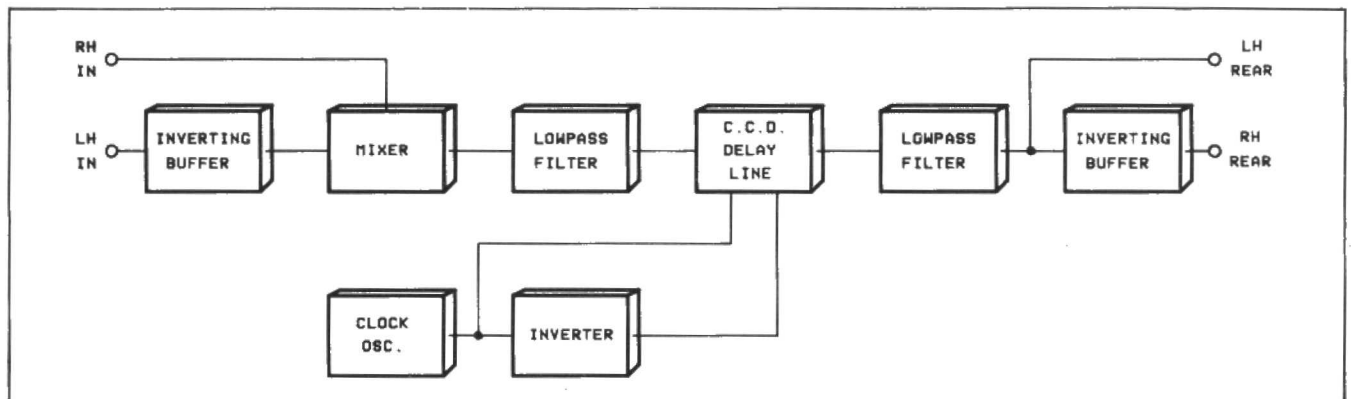 RH
IN
LH
IN
INVERTING
BUFFER
MIXER
LOWPASS
FILTER
C.C.D.
DELAY
LINE
LOWPASS
FILTER
INVERTING
BUFFER
LH
REAR
RH
REAR
CLOCK
OSC.
INVERTER